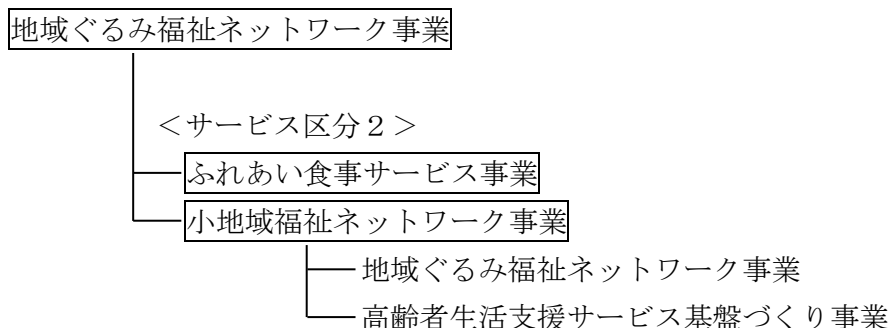 地域ぐるみ福祉ネットワーク事業
＜サービス区分２＞
ふれあい食事サービス事業
小地域福祉ネットワーク事業
地域ぐるみ福祉ネットワーク事業
高齢者生活支援サービス基盤づくり事業